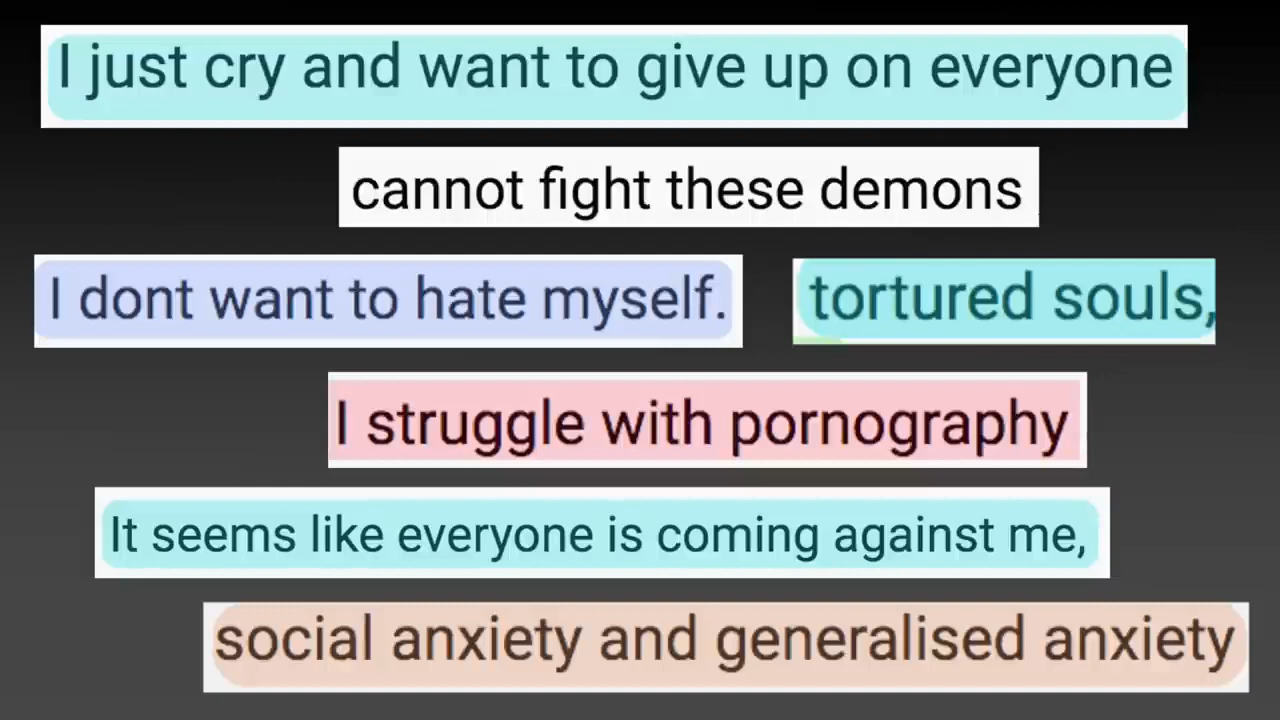 I just cry and want to give up on everyone
cannot fight these demons
I dont want to hate myself.
tortured souls,
I struggle with pornography
It seems like everyone is coming against me,
social anxiety and generalised anxiety